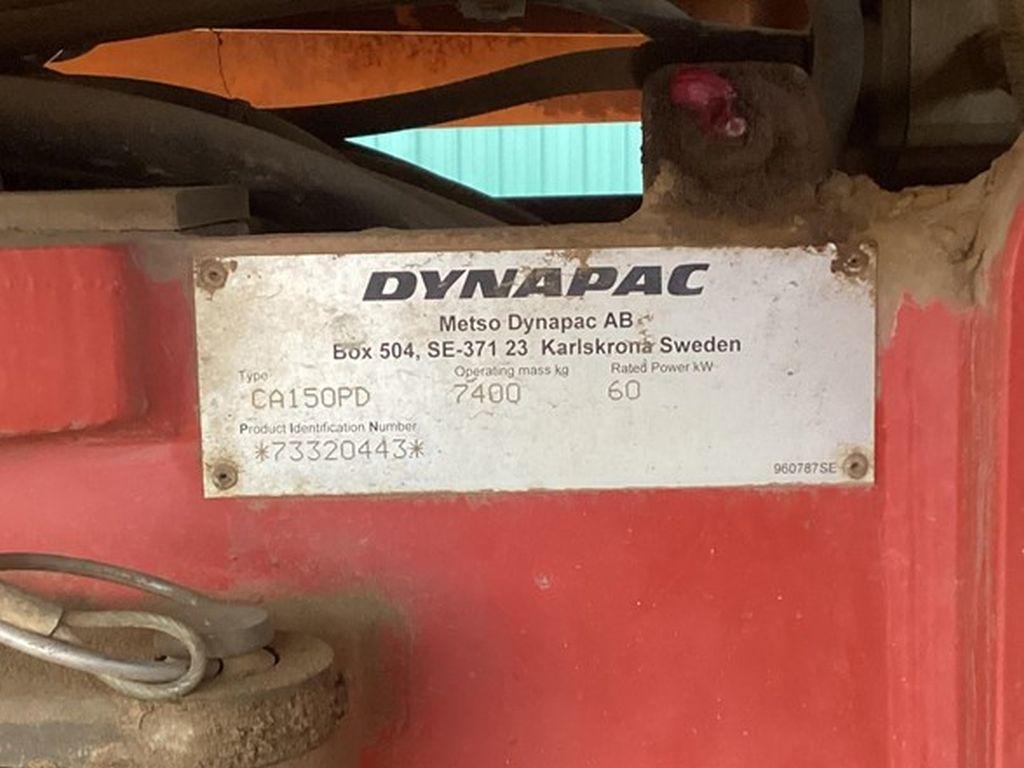 DYNAPAC
Metso Dynapac AB
Box 504, SE-371 23 Karlskrona Sweden
Type Operating mass kg Rated Power kW
CA150PD 7400 60
Product Identification Number
*73320443*
960787SE